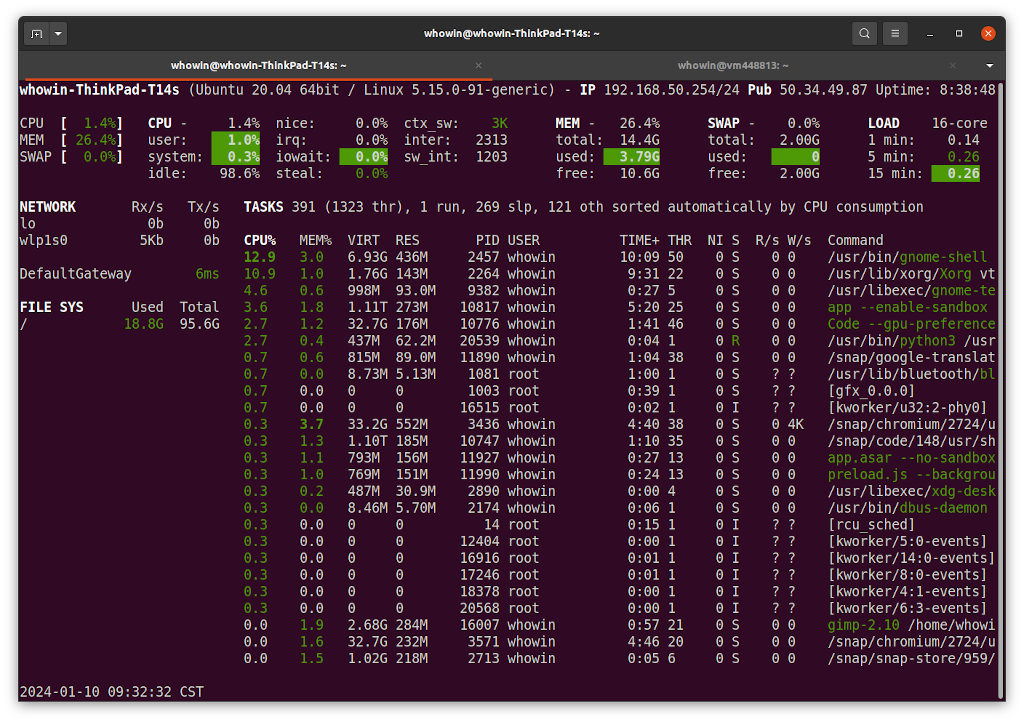 whowin@whowin-ThinkPad-T14s: ~
whowin@whowin-ThinkPad-T14s: ~ whowin@vm448813: ~
whowin-ThinkPad-T14s (Ubuntu 20.04 64bit / Linux 5.15.0-91-generic) - IP 192.168.50.254/24 Pub 50.34.49.87 Uptime: 8:38:48
CPU [ 1.4%] CPU - 1.4% nice: 0.0% ctx_sw: 3K MEM - 26.4% SWAP - 0.0% LOAD 16-core
MEM [ 26.4%] user: 1.0% irq: 0.0% inter: 2313 total: 14.4G total: 2.00G 1 min: 0.14
SWAP [ 0.0%] system: 0.3% iowait: 0.0% sw_int: 1203 used: 3.79G used: 0 5 min: 0.26
idle: 98.6% steal: 0.0% free: 10.6G free: 2.00G 15 min: 0.26
NETWORK Rx/s Tx/s TASKS 391 (1323 thr), 1 run, 269 slp, 121 oth sorted automatically by CPU consumption
lo 0b 0b
wlp1s0 5Kb 0b CPU% MEM% VIRT RES PID USER TIME+ THR NI S R/s W/s Command
12.9 3.0 6.93G 436M 2457 whowin 10:09 50 0 S 0 0 /usr/bin/gnome-shell
DefaultGateway 6ms 10.9 1.0 1.76G 143M 2264 whowin 9:31 22 0 S 0 0 /usr/lib/xorg/Xorg vt
4.6 0.6 998M 93.0M 9382 whowin 0:27 5 0 S 0 0 /usr/libexec/gnome-te
FILE SYS Used Total 3.6 1.8 1.11T 273M 10817 whowin 5:20 25 0 S 0 0 app --enable-sandbox
/ 18.8G 95.6G 2.7 1.2 32.7G 176M 10776 whowin 1:41 46 0 S 0 0 Code --gpu-preference
2.7 0.4 437M 62.2M 20539 whowin 0:04 1 0 R 0 0 /usr/bin/python3 /usr
0.7 0.6 815M 89.0M 11890 whowin 1:04 38 0 S 0 0 /snap/google-translat
0.7 0.0 8.73M 5.13M 1081 root 1:00 1 0 S ? ? /usr/lib/bluetooth/bl
0.7 0.0 0 0 1003 root 0:39 1 0 S ? ? [gfx_0.0.0]
0.7 0.0 0 0 16515 root 0:02 1 0 I ? ? [kworker/u32:2-phy0]
0.3 3.7 33.2G 552M 3436 whowin 4:40 38 0 S 0 4K /snap/chromium/2724/u
0.3 1.3 1.10T 185M 10747 whowin 1:10 35 0 S 0 0 /snap/code/148/usr/sh
0.3 1.1 793M 156M 11927 whowin 0:27 13 0 S 0 0 app.asar --no-sandbox
0.3 1.0 769M 151M 11990 whowin 0:24 13 0 S 0 0 preload.js --backgrou
0.3 0.2 487M 30.9M 2890 whowin 0:00 4 0 S 0 0 /usr/libexec/xdg-desk
0.3 0.0 8.46M 5.70M 2174 whowin 0:06 1 0 S 0 0 /usr/bin/dbus-daemon
0.3 0.0 0 0 14 root 0:15 1 0 I ? ? [rcu_sched]
0.3 0.0 0 0 12404 root 0:00 1 0 I ? ? [kworker/5:0-events]
0.3 0.0 0 0 16916 root 0:01 1 0 I ? ? [kworker/14:0-events]
0.3 0.0 0 0 17246 root 0:01 1 0 I ? ? [kworker/8:0-events]
0.3 0.0 0 0 18378 root 0:00 1 0 I ? ? [kworker/4:1-events]
0.3 0.0 0 0 20568 root 0:00 1 0 I ? ? [kworker/6:3-events]
0.0 1.9 2.68G 284M 16007 whowin 0:57 21 0 S 0 0 gimp-2.10 /home/whowi
0.0 1.6 32.7G 232M 3571 whowin 4:46 20 0 S 0 0 /snap/chromium/2724/u
0.0 1.5 1.02G 218M 2713 whowin 0:05 6 0 S 0 0 /snap/snap-store/959/
2024-01-10 09:32:32 CST